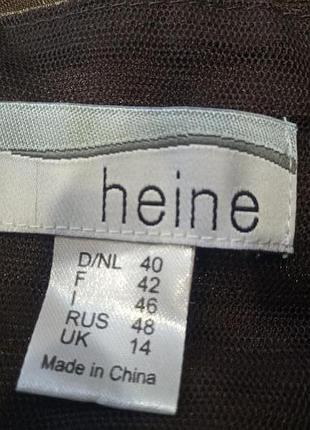 heine
D/NL 40
F 42
I 46
RUS 48
UK 14
Made in China